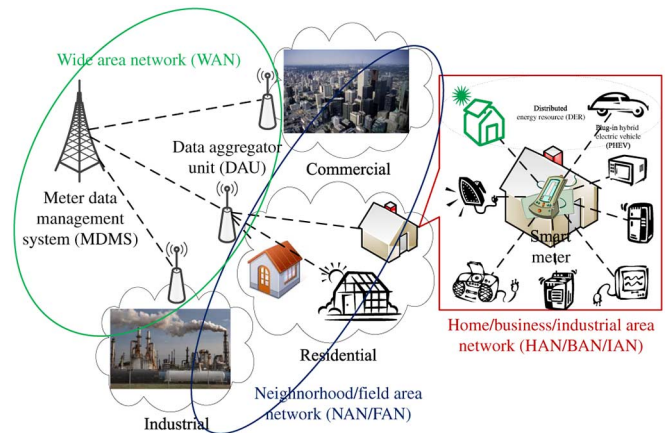 Wide area network (WAN)
Data aggregator
unit (DAU)
Meter data
management
system (MDMS)
Commercial
Residential
Industrial
Neighnorhood/field area
network (NAN/FAN)
Distributed
energy resource (DER)
Plug-in hybrid
electric vehicle
(PHEV)
Smart
meter
Home/business/industrial area
network (HAN/BAN/IAN)